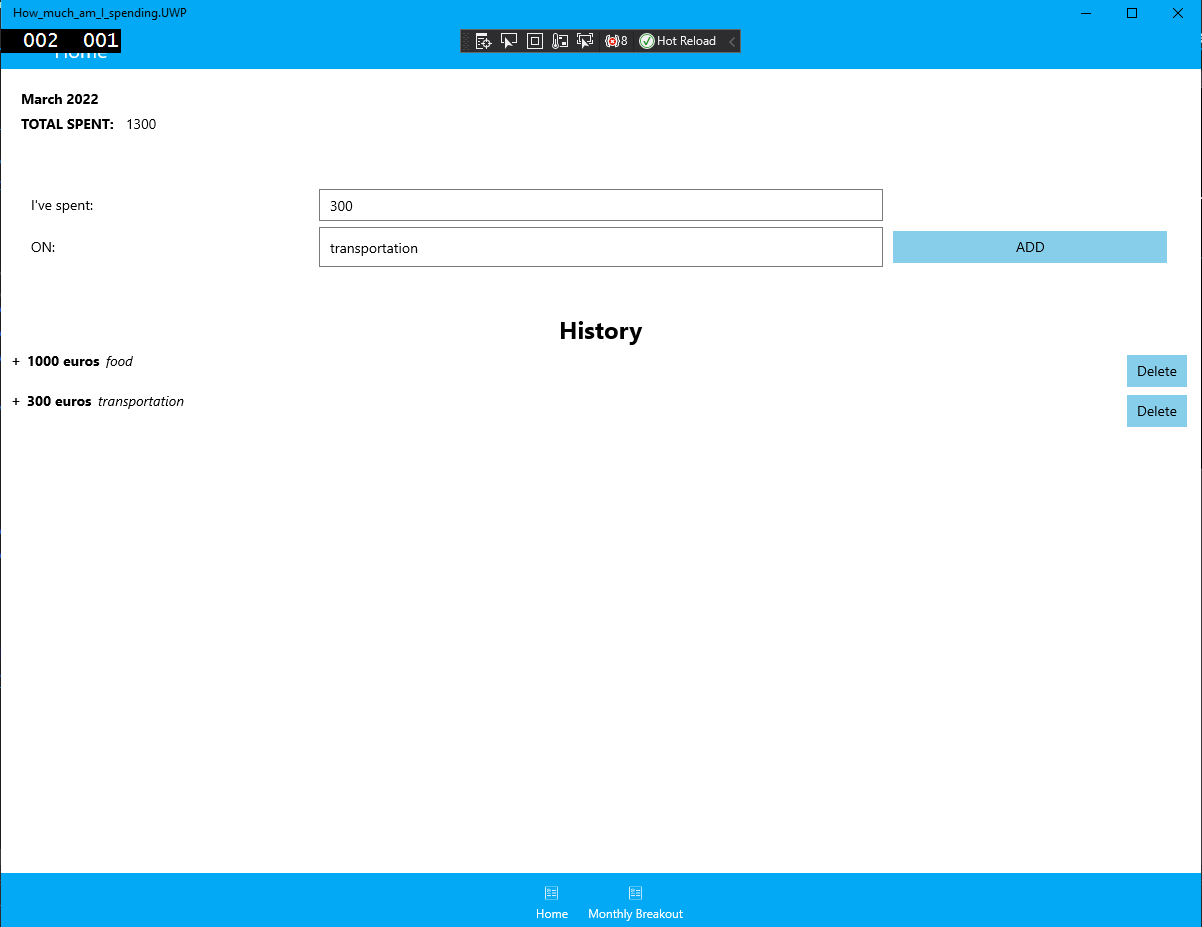 How_much_am_I_spending.UWP
002 001
8 Hot Reload
Home
March 2022
TOTAL SPENT: 1300
I've spent: 300
ON: transportation ADD
History
+ 1000 euros food Delete
+ 300 euros transportation Delete
Home Monthly Breakout